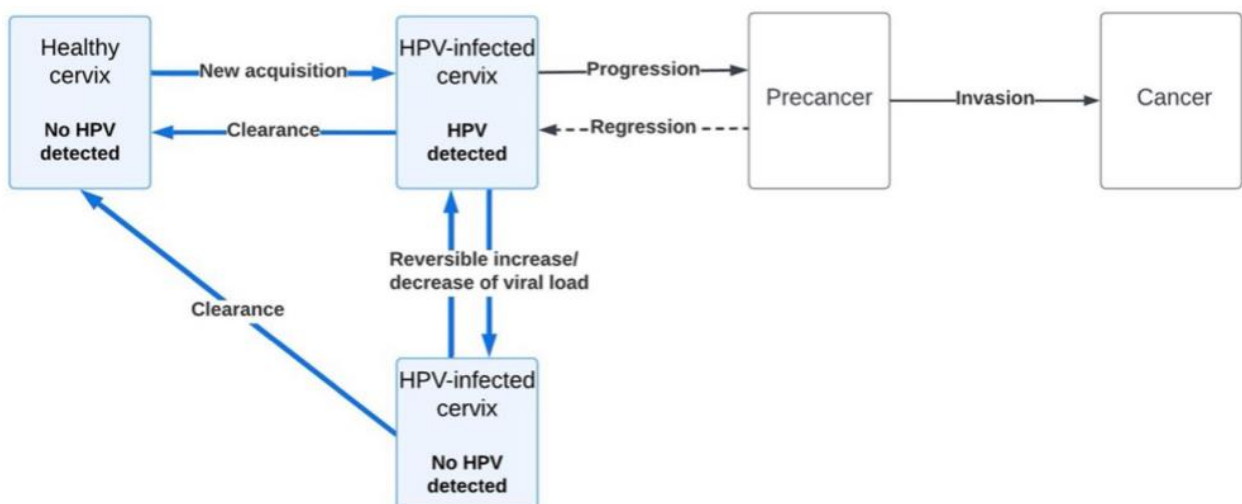 Healthy
cervix
No HPV
detected
New acquisition
Clearance
HPV-infected
cervix
HPV
detected
Progression
Regression
Precancer
Invasion
Cancer
Reversible increase/
decrease of viral load
Clearance
HPV-infected
cervix
No HPV
detected